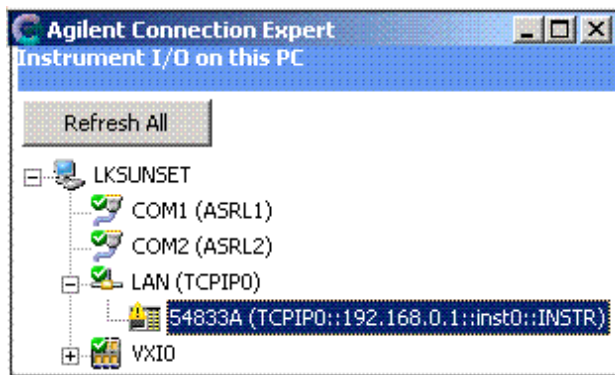 Agilent Connection Expert
Instrument I/O on this PC
Refresh All
LKSUNSET
COM1 (ASRL1)
COM2 (ASRL2)
LAN (TCPIP0)
54833A (TCPIP0::192.168.0.1::inst0::INSTR)
VXI0